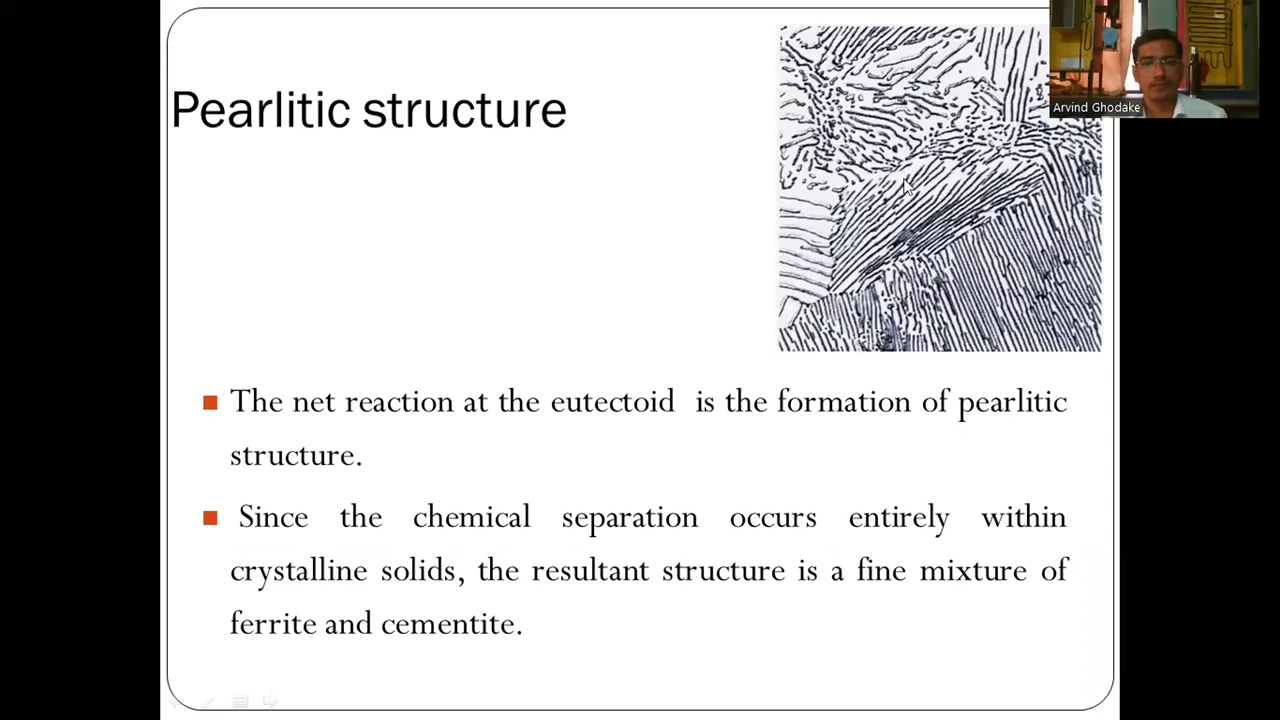 Pearlitic structure
Arvind Ghodake
The net reaction at the eutectoid is the formation of pearlitic
structure.
Since the chemical separation occurs entirely within
crystalline solids, the resultant structure is a fine mixture of
ferrite and cementite.